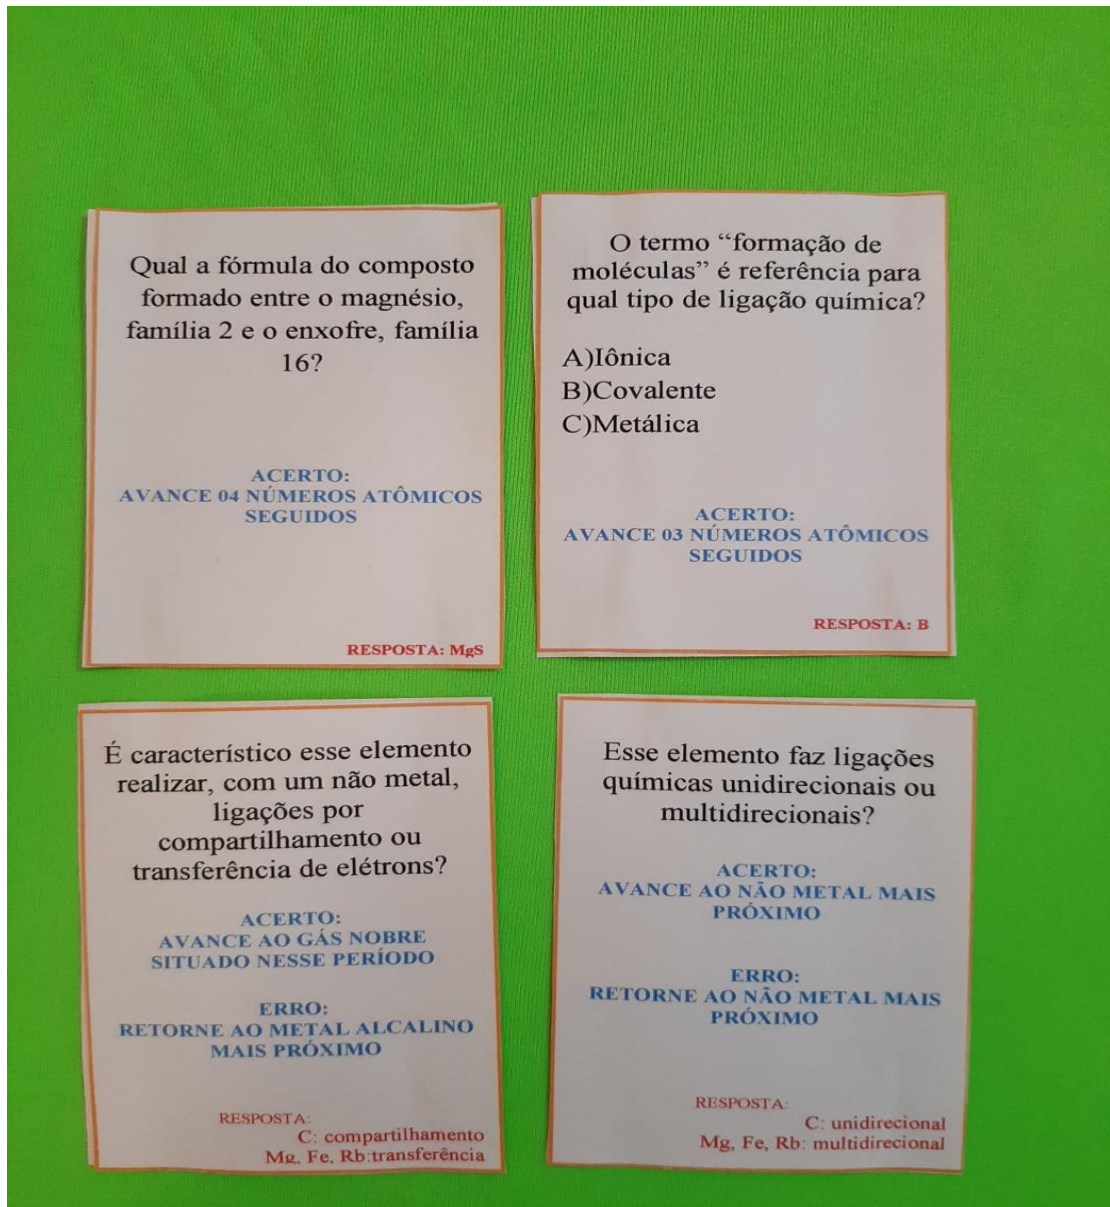 Qual a fórmula do composto
formado entre o magnésio,
família 2 e o enxofre, família
16?
ACERTO:
AVANCE 04 NÚMEROS ATÔMICOS
SEGUIDOS
RESPOSTA: MgS
O termo “formação de
moléculas” é referência para
qual tipo de ligação química?
A)Iônica
B)Covalente
C)Metálica
ACERTO:
AVANCE 03 NÚMEROS ATÔMICOS
SEGUIDOS
RESPOSTA: B
É característico esse elemento
realizar, com um não metal,
ligações por
compartilhamento ou
transferência de elétrons?
ACERTO:
AVANCE AO GÁS NOBRE
SITUADO NESSE PERÍODO
ERRO:
RETORNE AO METAL ALCALINO
MAIS PRÓXIMO
RESPOSTA:
C: compartilhamento
Mg, Fe, Rb:transferência
Esse elemento faz ligações
químicas unidirecionais ou
multidirecionais?
ACERTO:
AVANCE AO NÃO METAL MAIS
PRÓXIMO
ERRO:
RETORNE AO NÃO METAL MAIS
PRÓXIMO
RESPOSTA:
C: unidirecional
Mg, Fe, Rb: multidirecional